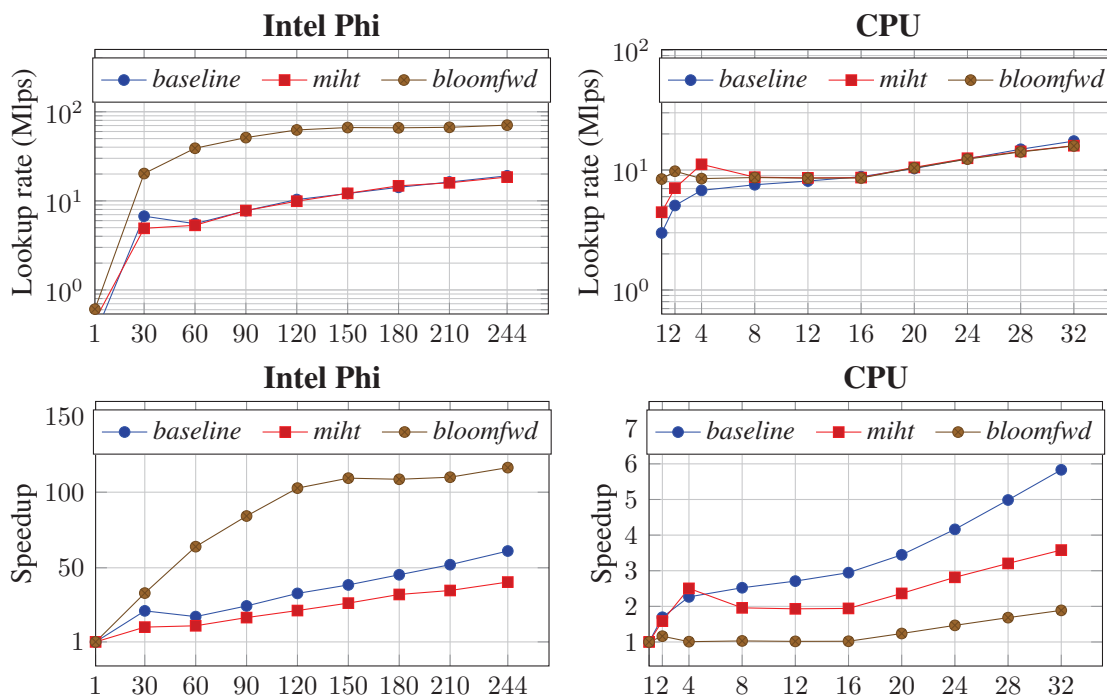 Intel Phi
Lookup rate (Mlps)
baseline miht bloomfwd
10^2
10^1
10^0
1 30 60 90 120 150 180 210 244
CPU
Lookup rate (Mlps)
10^2
baseline miht bloomfwd
10^1
10^0
1 2 4 8 12 16 20 24 28 32
Intel Phi
Speedup
150
baseline miht bloomfwd
100
50
1
1 30 60 90 120 150 180 210 244
CPU
Speedup
7
baseline miht bloomfwd
6
5
4
3
2
1
1 2 4 8 12 16 20 24 28 32